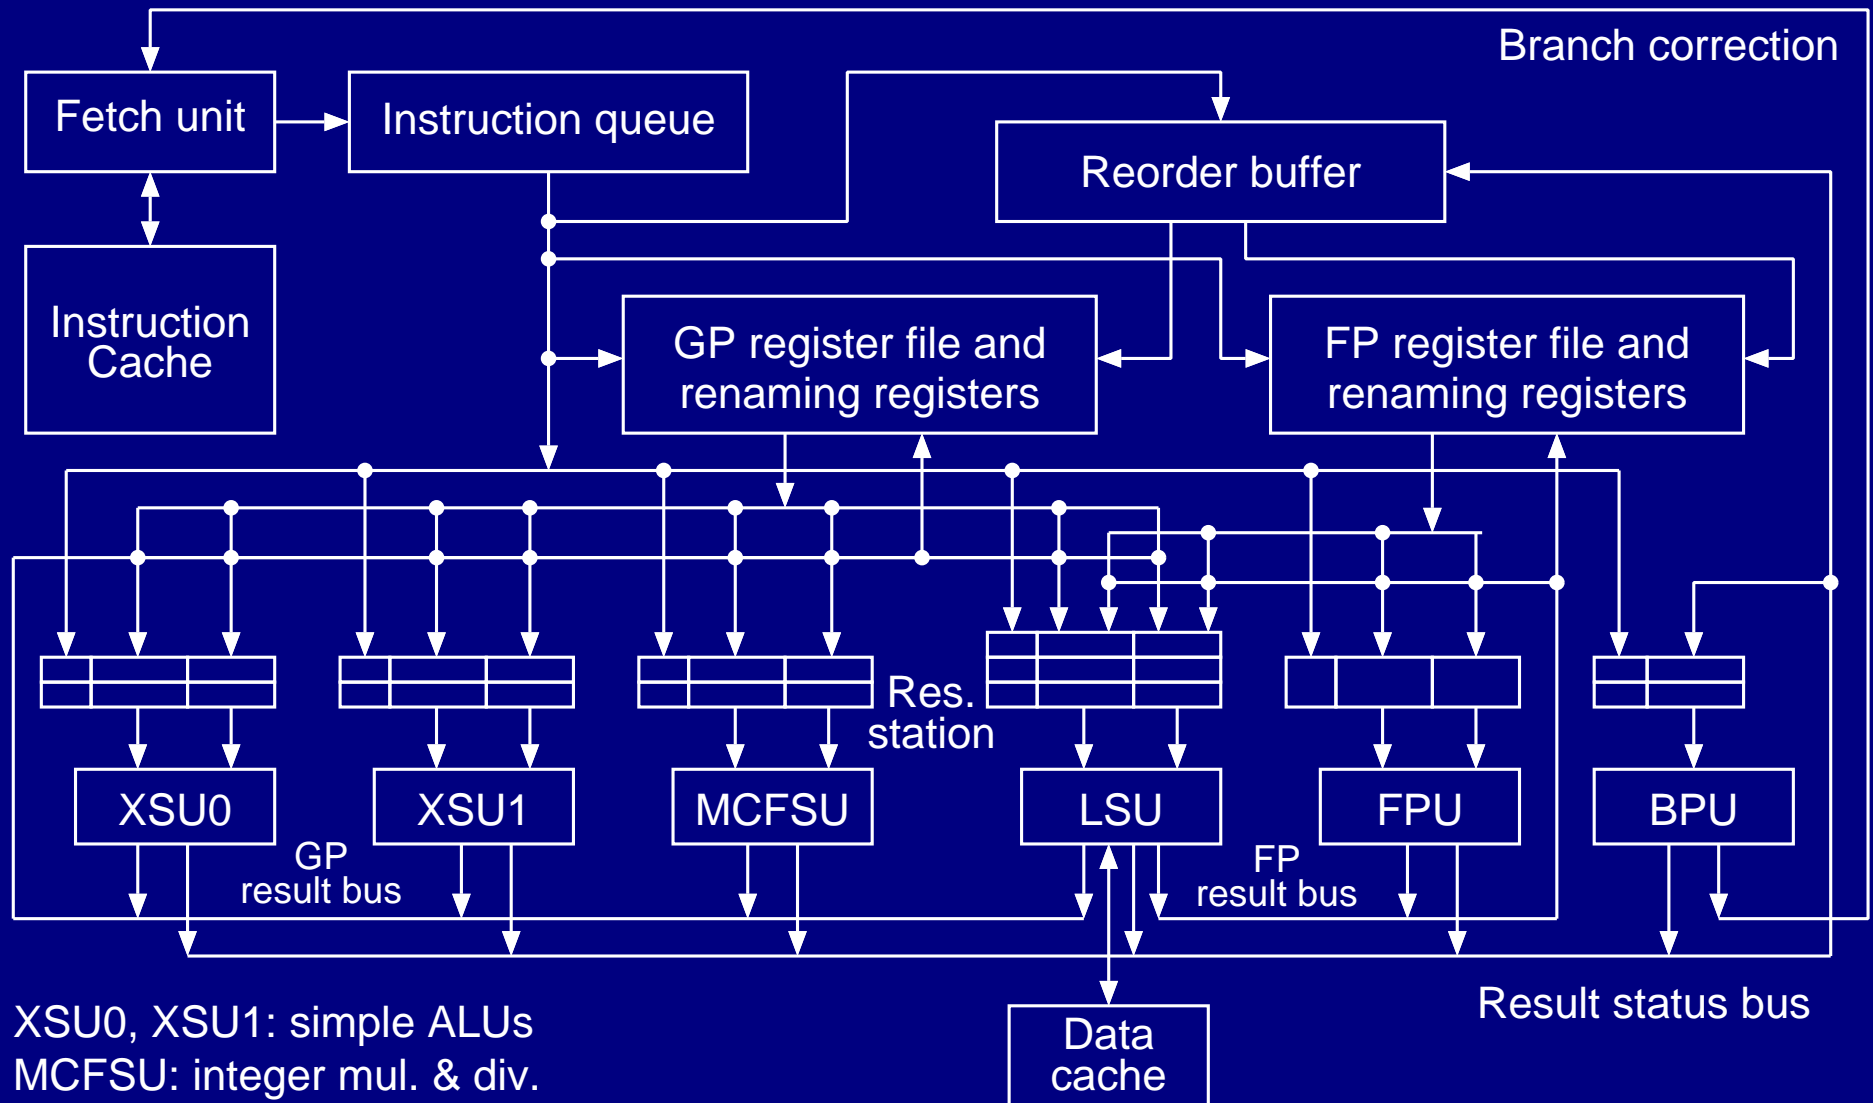 Branch correction
Fetch unit
Instruction queue
Reorder buffer
Instruction
Cache
GP register file and
renaming registers
FP register file and
renaming registers
Res.
station
XSU0
XSU1
MCFSU
LSU
FPU
BPU
GP
result bus
FP
result bus
Result status bus
XSU0, XSU1: simple ALUs
MCFSU: integer mul. & div.
Data
cache